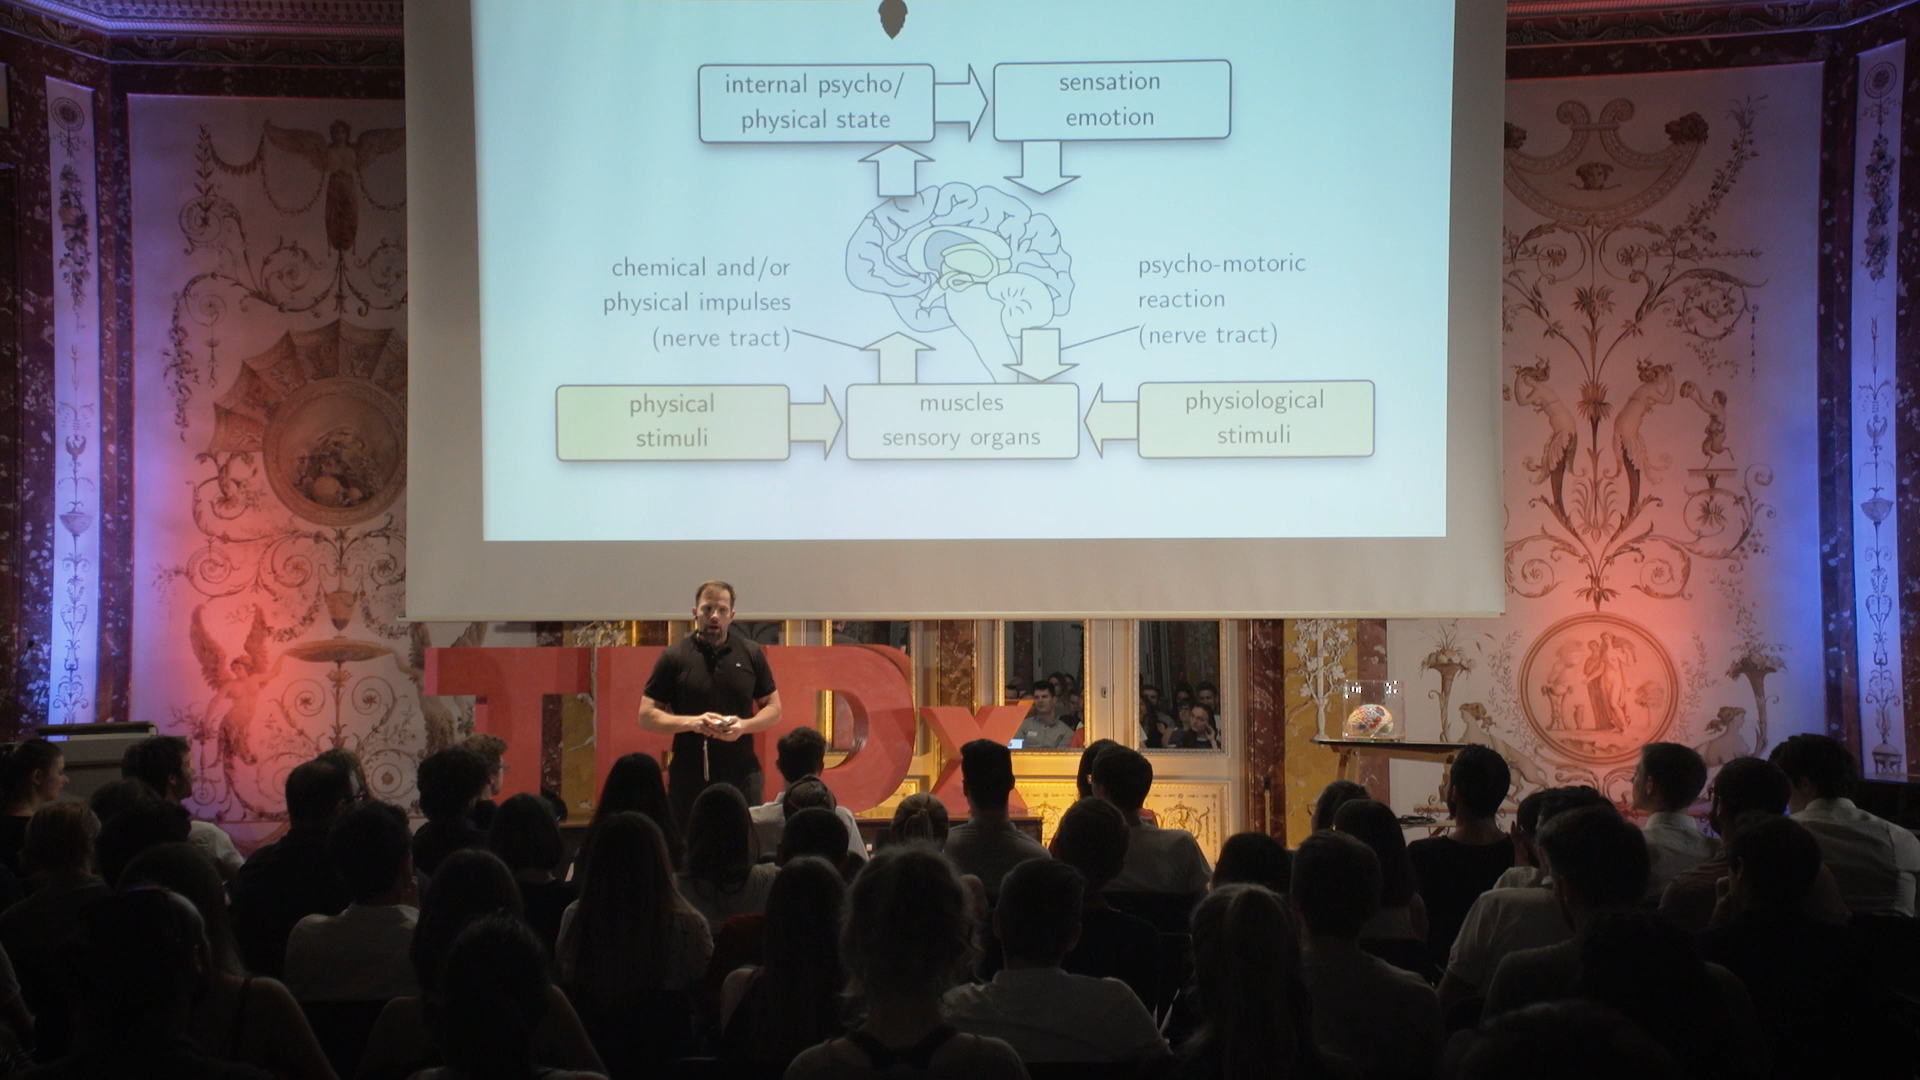 internal psycho/
physical state
sensation
emotion
chemical and/or
physical impulses
(nerve tract)
psycho-motoric
reaction
(nerve tract)
physical
stimuli
muscles
sensory organs
physiological
stimuli
TEDx